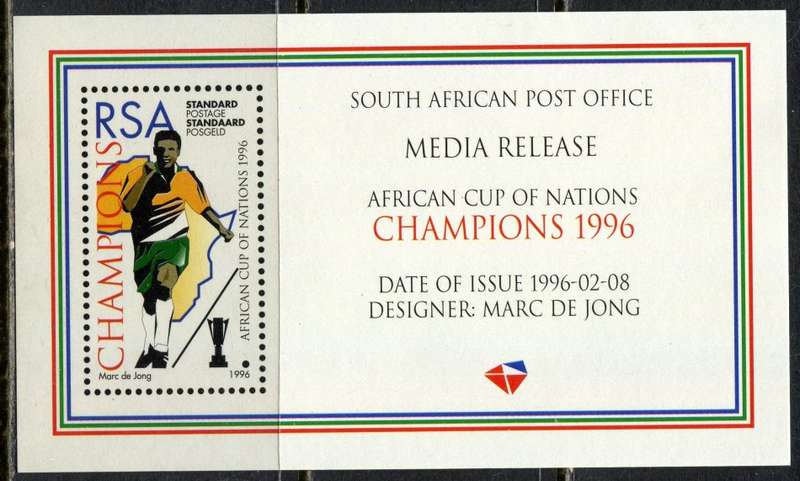 RSA
STANDARD
POSTAGE
STANDAARD
POSGELD
CHAMPIONS
AFRICAN CUP OF NATIONS 1996
Marc de Jong
1996
SOUTH AFRICAN POST OFFICE
MEDIA RELEASE
AFRICAN CUP OF NATIONS
CHAMPIONS 1996
DATE OF ISSUE 1996-02-08
DESIGNER: MARC DE JONG